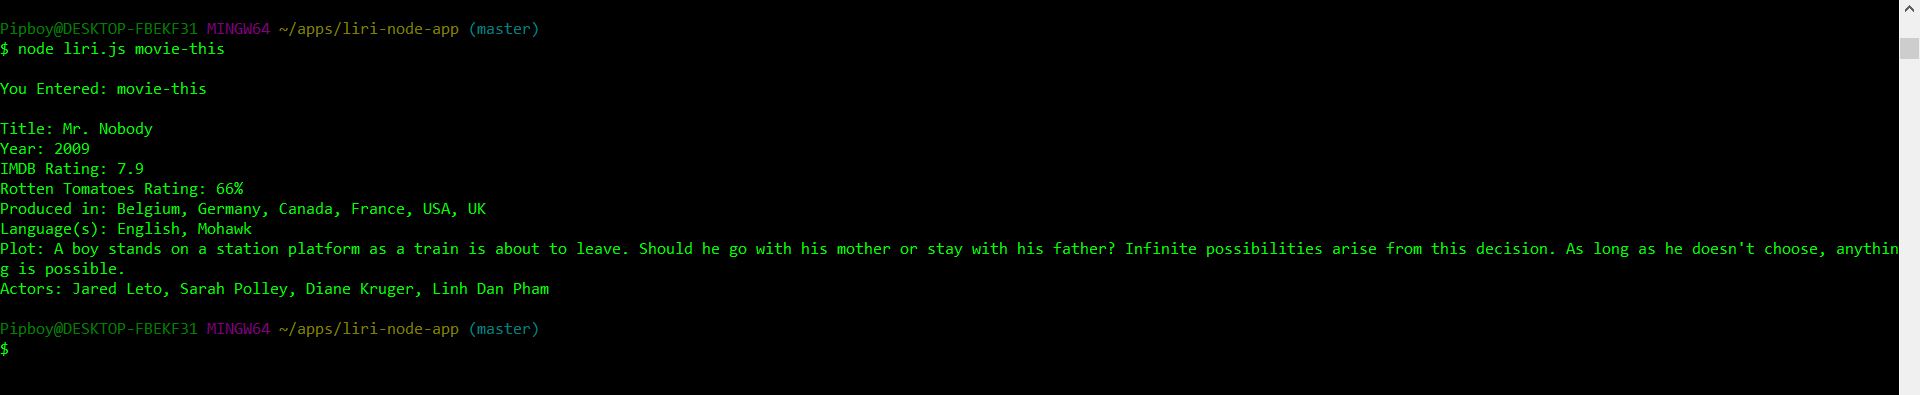 Pipboy@DESKTOP-FBEKF31 MINGW64 ~/apps/liri-node-app (master)
$ node liri.js movie-this
You Entered: movie-this
Title: Mr. Nobody
Year: 2009
IMDB Rating: 7.9
Rotten Tomatoes Rating: 66%
Produced in: Belgium, Germany, Canada, France, USA, UK
Language(s): English, Mohawk
Plot: A boy stands on a station platform as a train is about to leave. Should he go with his mother or stay with his father? Infinite possibilities arise from this decision. As long as he doesn't choose, anythin
g is possible.
Actors: Jared Leto, Sarah Polley, Diane Kruger, Linh Dan Pham
Pipboy@DESKTOP-FBEKF31 MINGW64 ~/apps/liri-node-app (master)
$